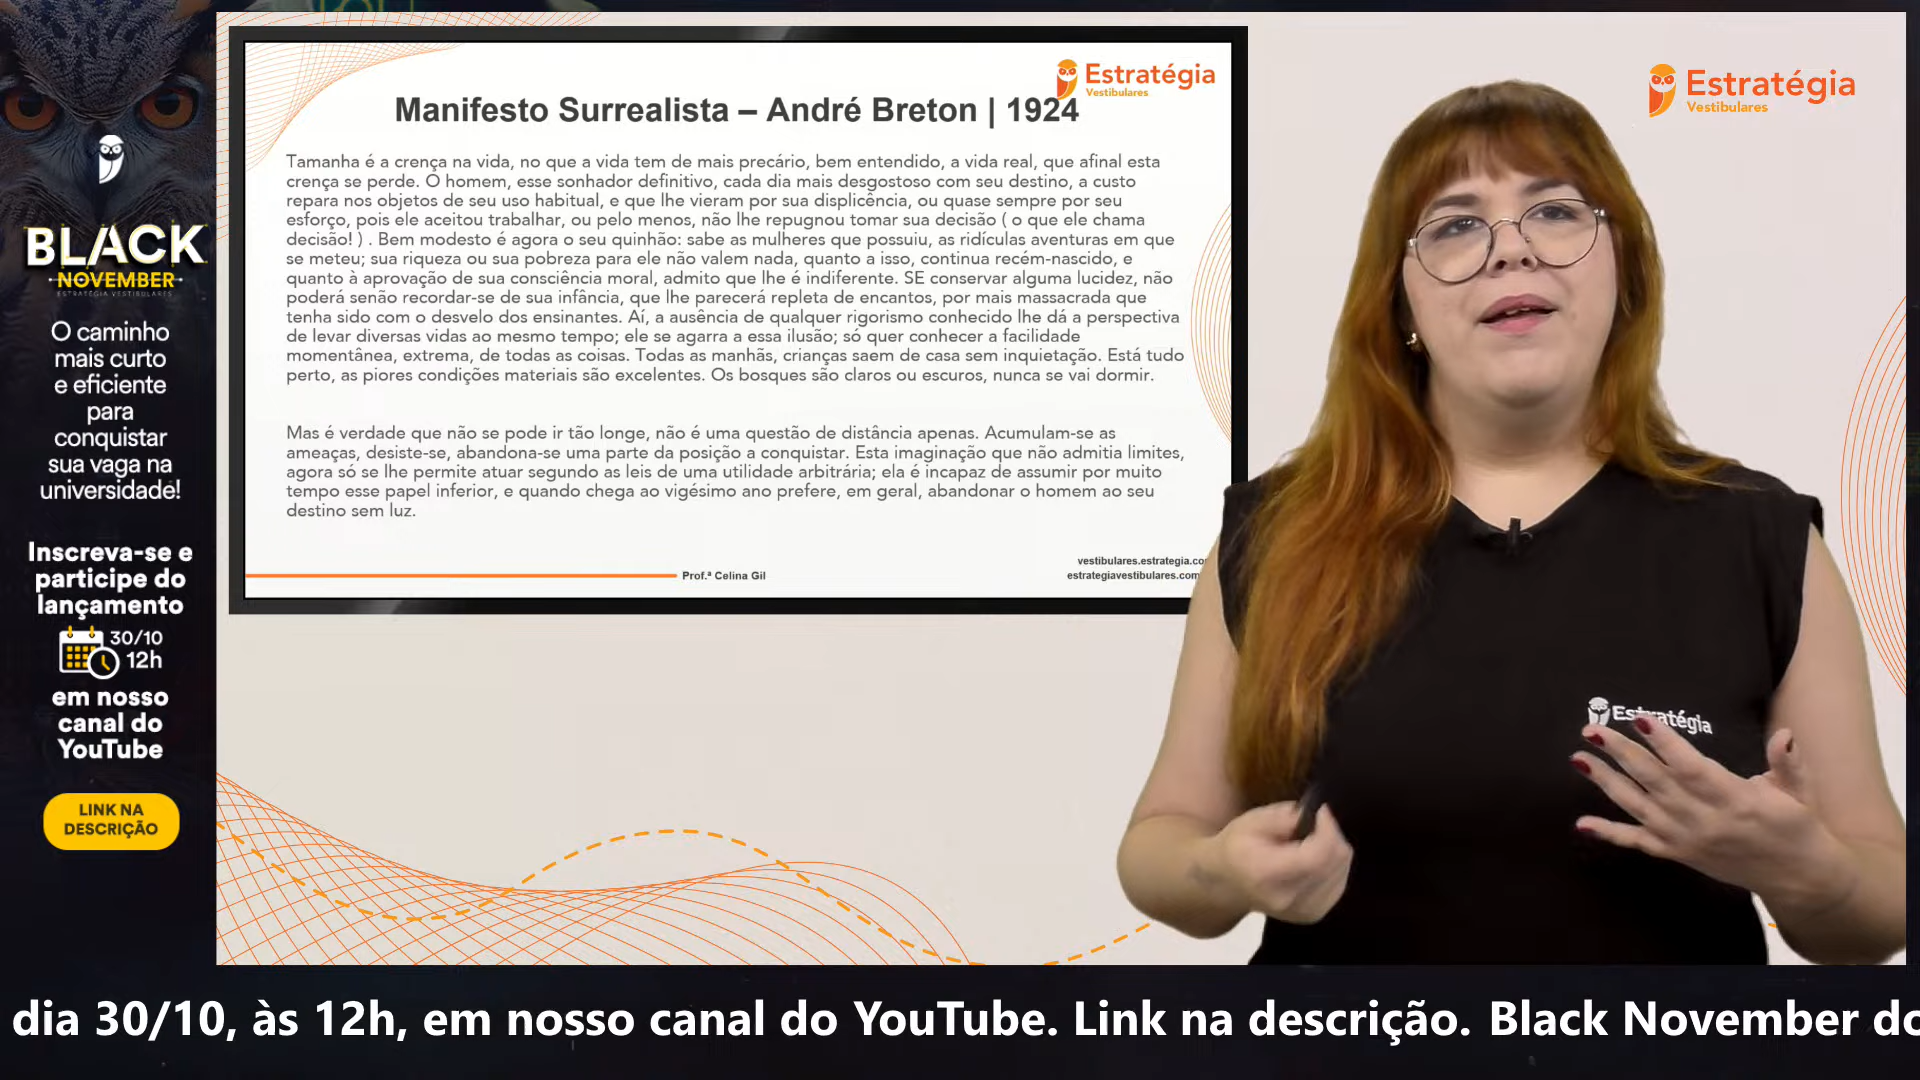 BLACK
NOVEMBER
ESTRATÉGIA VESTIBULARES
O caminho
mais curto
e eficiente
para
conquistar
sua vaga na
universidade!
Inscreva-se e
participe do
lançamento
30/10
12h
em nosso
canal do
YouTube
LINK NA
DESCRIÇÃO
Estratégia
Vestibulares
Manifesto Surrealista – André Breton | 1924
Tamanha é a crença na vida, no que a vida tem de mais precário, bem entendido, a vida real, que afinal esta
crença se perde. O homem, esse sonhador definitivo, cada dia mais desgostoso com seu destino, a custo
repara nos objetos de seu uso habitual, e que lhe vieram por sua displicência, ou quase sempre por seu
esforço, pois ele aceitou trabalhar, ou pelo menos, não lhe repugnou tomar sua decisão ( o que ele chama
decisão! ) . Bem modesto é agora o seu quinhão: sabe as mulheres que possuiu, as ridículas aventuras em que
se meteu; sua riqueza ou sua pobreza para ele não valem nada, quanto a isso, continua recém-nascido, e
quanto à aprovação de sua consciência moral, admito que lhe é indiferente. SE conservar alguma lucidez, não
poderá senão recordar-se de sua infância, que lhe parecerá repleta de encantos, por mais massacrada que
tenha sido com o desvelo dos ensinantes. Aí, a ausência de qualquer rigorismo conhecido lhe dá a perspectiva
de levar diversas vidas ao mesmo tempo; ele se agarra a essa ilusão; só quer conhecer a facilidade
momentânea, extrema, de todas as coisas. Todas as manhãs, crianças saem de casa sem inquietação. Está tudo
perto, as piores condições materiais são excelentes. Os bosques são claros ou escuros, nunca se vai dormir.
Mas é verdade que não se pode ir tão longe, não é uma questão de distância apenas. Acumulam-se as
ameaças, desiste-se, abandona-se uma parte da posição a conquistar. Esta imaginação que não admitia limites,
agora só se lhe permite atuar segundo as leis de uma utilidade arbitrária; ela é incapaz de assumir por muito
tempo esse papel inferior, e quando chega ao vigésimo ano prefere, em geral, abandonar o homem ao seu
destino sem luz.
Prof.ª Celina Gil
vestibulares.estrategia.co
estrategiavestibulares.com
Estratégia
Vestibulares
Estratégia
dia 30/10, às 12h, em nosso canal do YouTube. Link na descrição. Black November do